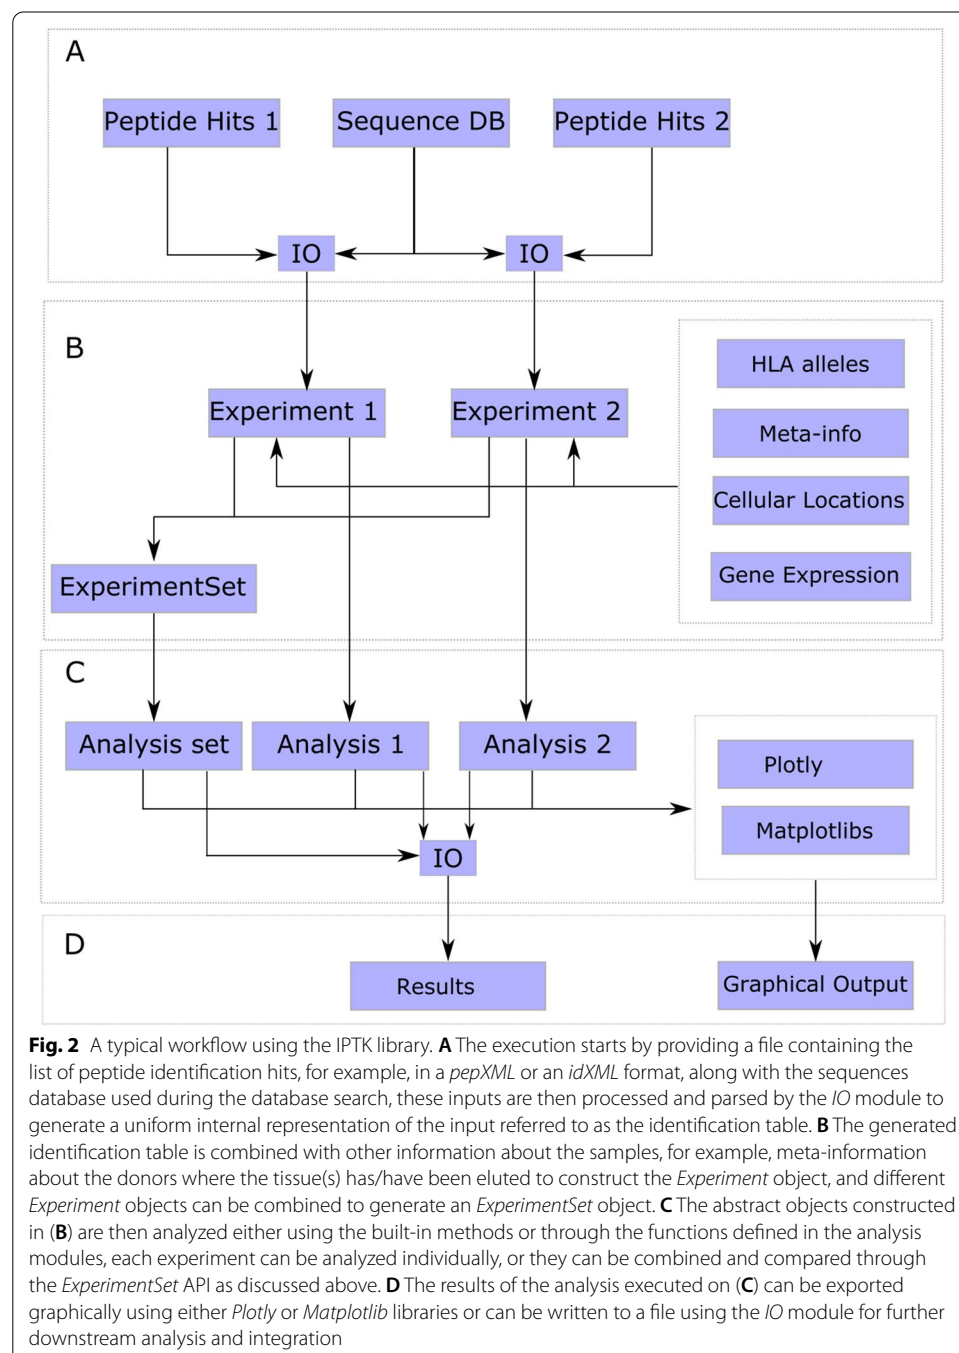 A
Peptide Hits 1
Sequence DB
Peptide Hits 2
IO
IO
B
HLA alleles
Meta-info
Cellular Locations
Gene Expression
Experiment 1
Experiment 2
ExperimentSet
C
Analysis set
Analysis 1
Analysis 2
Plotly
Matplotlibs
IO
D
Results
Graphical Output
Fig. 2 A typical workflow using the IPTK library. A The execution starts by providing a file containing the
list of peptide identification hits, for example, in a pepXML or an idXML format, along with the sequences
database used during the database search, these inputs are then processed and parsed by the IO module to
generate a uniform internal representation of the input referred to as the identification table. B The generated
identification table is combined with other information about the samples, for example, meta-information
about the donors where the tissue(s) has/have been eluted to construct the Experiment object, and different
Experiment objects can be combined to generate an ExperimentSet object. C The abstract objects constructed
in (B) are then analyzed either using the built-in methods or through the functions defined in the analysis
modules, each experiment can be analyzed individually, or they can be combined and compared through
the ExperimentSet API as discussed above. D The results of the analysis executed on (C) can be exported
graphically using either Plotly or Matplotlib libraries or can be written to a file using the IO module for further
downstream analysis and integration